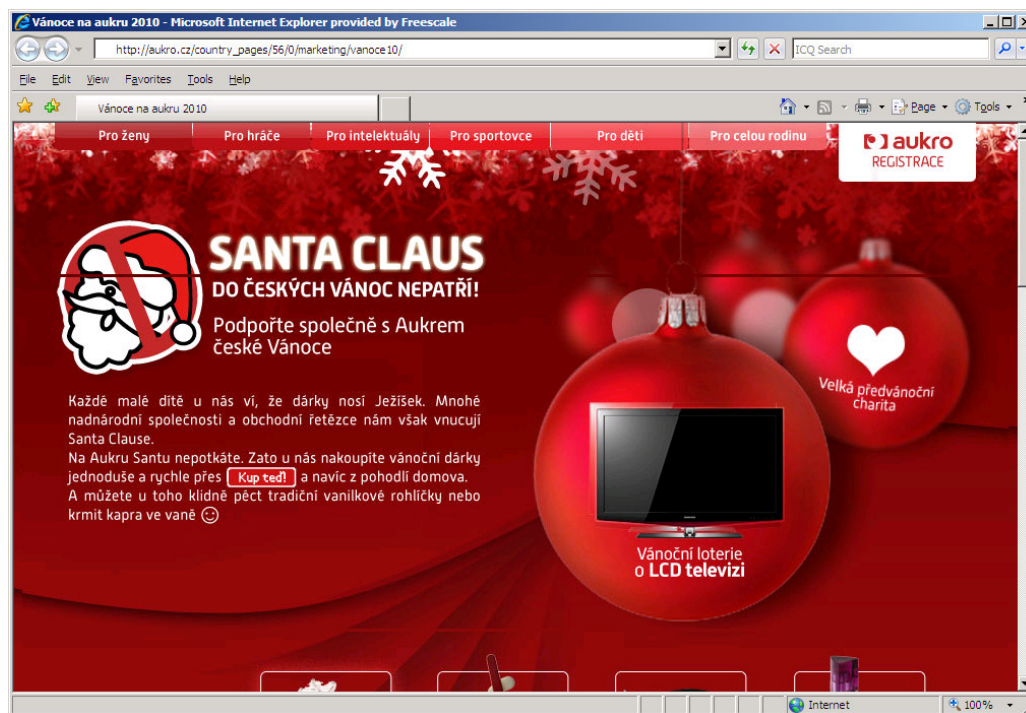 Vánoce na aukru 2010 - Microsoft Internet Explorer provided by Freescale
http://aukro.cz/country_pages/56/0/marketing/vanoce10/
ICQ Search
File Edit View Favorites Tools Help
Vánoce na aukru 2010
Page Tools
Pro ženy Pro hráče Pro intelektuály Pro sportovce Pro děti Pro celou rodinu
aukro
REGISTRACE
SANTA CLAUS
DO ČESKÝCH VÁNOC NEPATŘÍ!
Podpořte společně s Aukrem
české Vánoce
Každé malé dítě u nás ví, že dárky nosí Ježíšek. Mnohé
nadnárodní společnosti a obchodní řetězce nám však vnucují
Santa Clause.
Na Aukru Santu nepotkáte. Zato u nás nakoupíte vánoční dárky
jednoduše a rychle přes Kup teď! a navíc z pohodlí domova.
A můžete u toho klidně péct tradiční vanilkové rohlíčky nebo
krmit kapra ve vaně
Velká předvánoční
charita
Vánoční loterie
o LCD televizi
Internet 100%